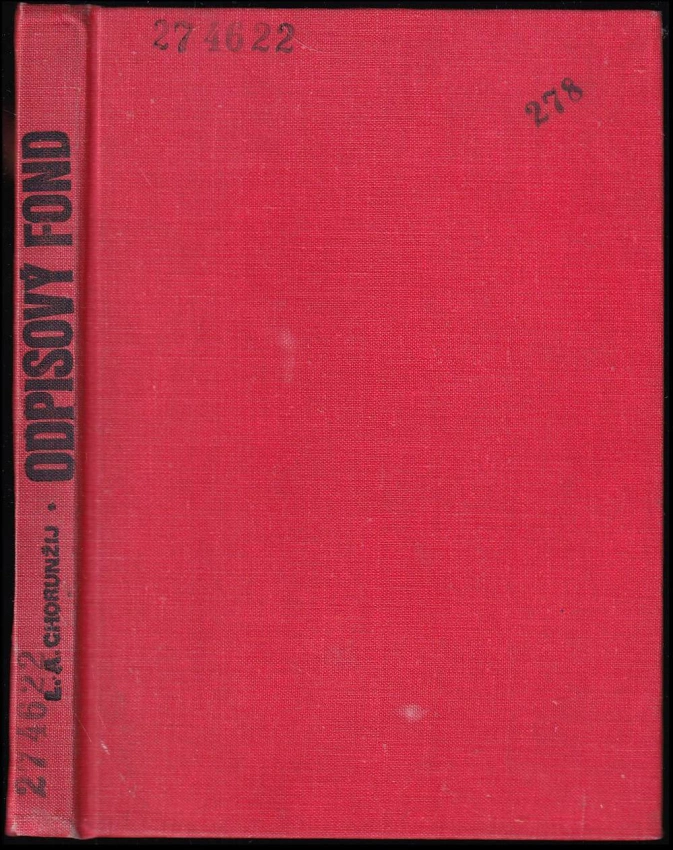 274622
278
L. A. CHORUNŽIJ • ODPISOVÝ FOND
274622